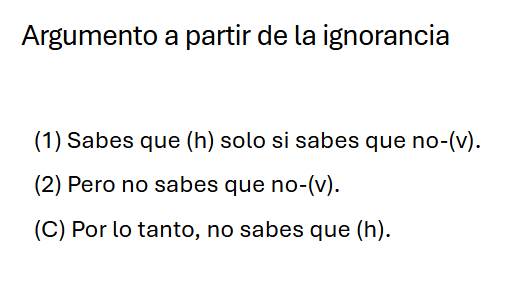 Argumento a partir de la ignorancia
(1) Sabes que (h) solo si sabes que no-(v).
(2) Pero no sabes que no-(v).
(C) Por lo tanto, no sabes que (h).